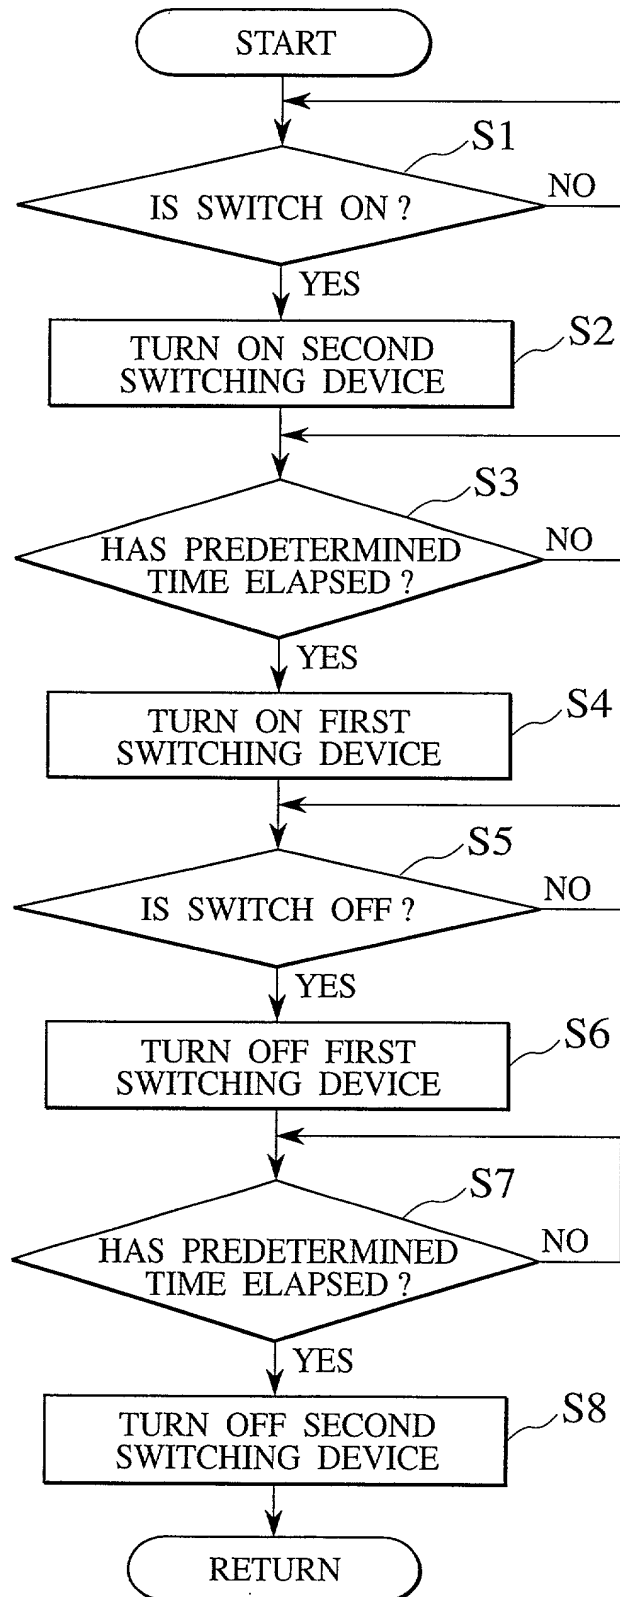 START
S1
IS SWITCH ON ?
NO
YES
S2
TURN ON SECOND
SWITCHING DEVICE
S3
HAS PREDETERMINED
TIME ELAPSED ?
NO
YES
S4
TURN ON FIRST
SWITCHING DEVICE
S5
IS SWITCH OFF ?
NO
YES
S6
TURN OFF FIRST
SWITCHING DEVICE
S7
HAS PREDETERMINED
TIME ELAPSED ?
NO
YES
S8
TURN OFF SECOND
SWITCHING DEVICE
RETURN